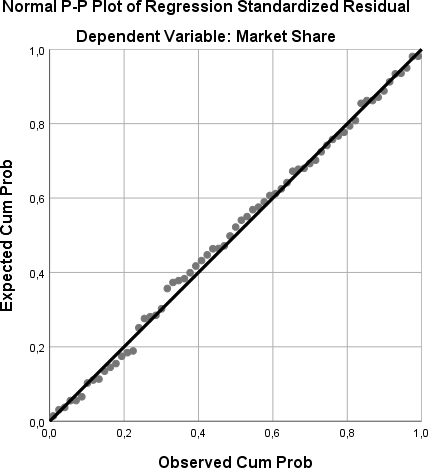 Normal P-P Plot of Regression Standardized Residual
Dependent Variable: Market Share
1,0
0,8
0,6
0,4
0,2
0,0
Expected Cum Prob
0,0 0,2 0,4 0,6 0,8 1,0
Observed Cum Prob